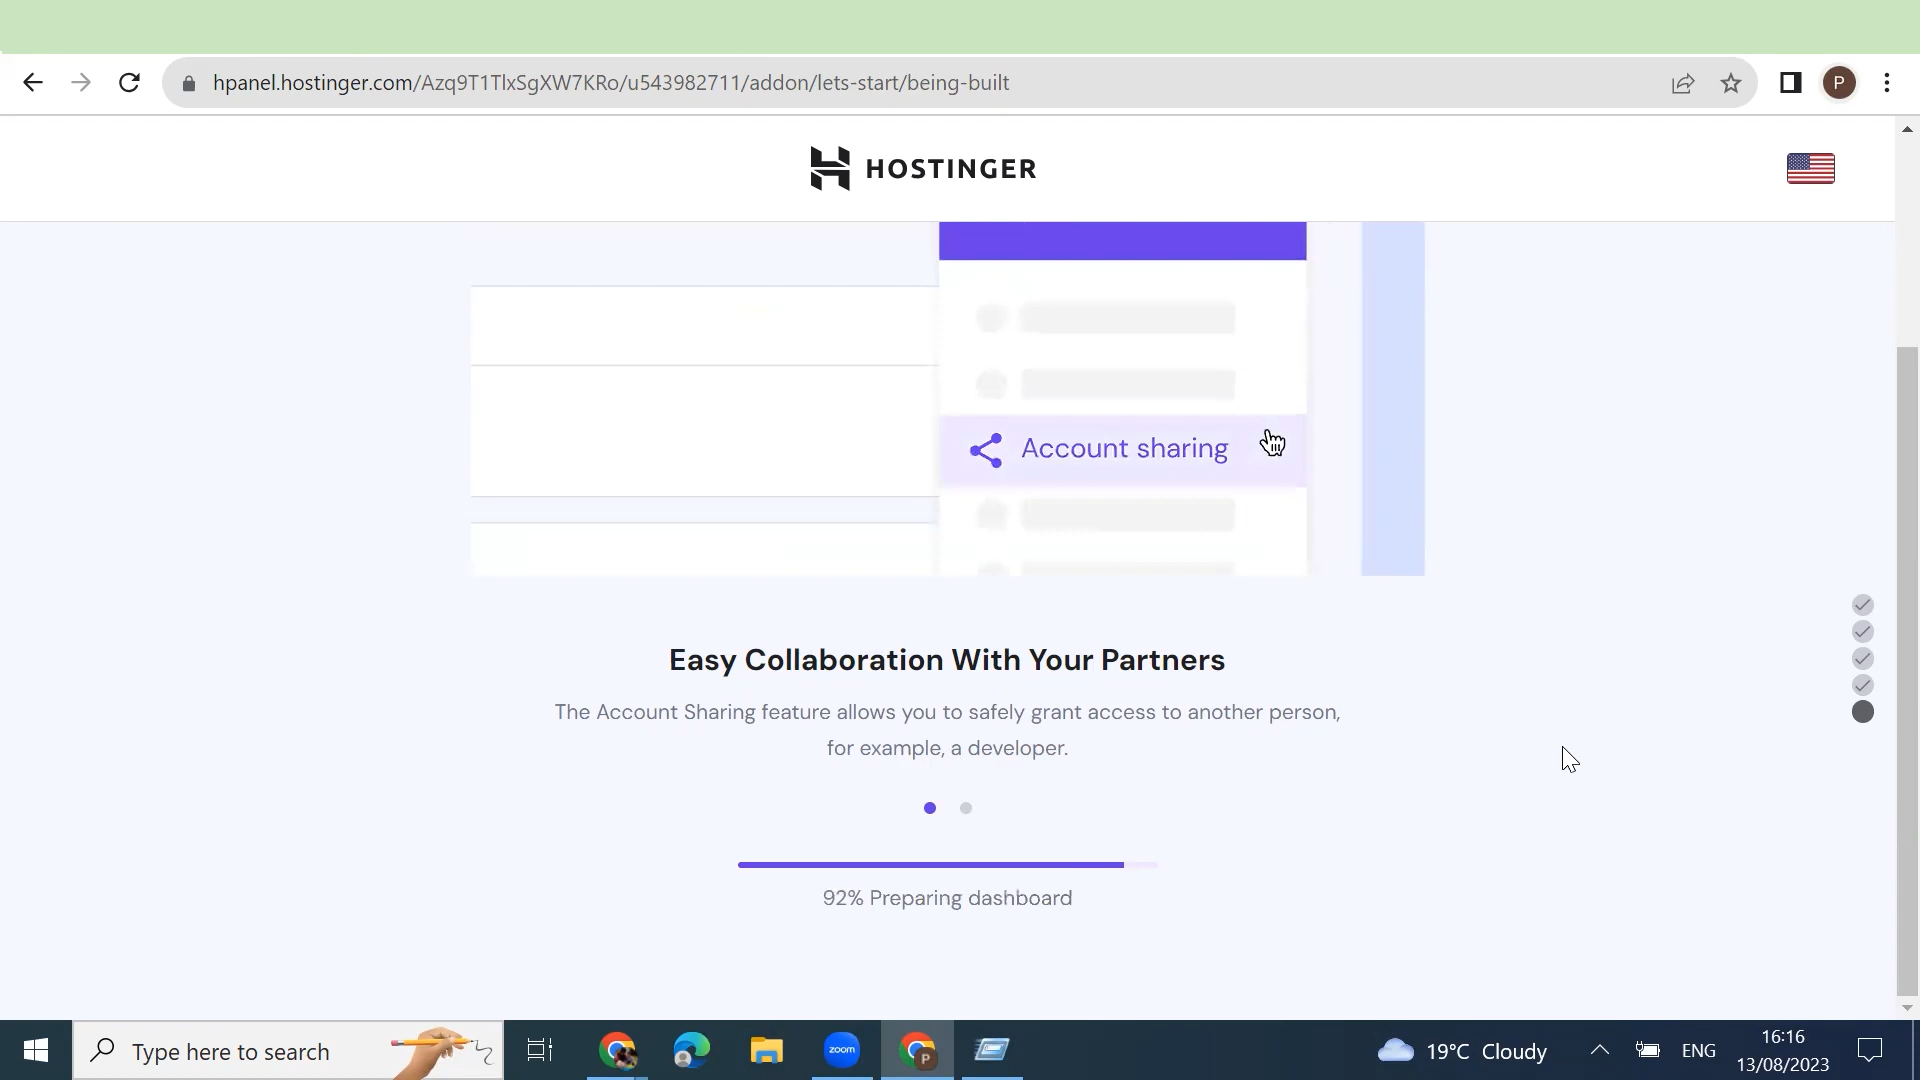 hpanel.hostinger.com/Azq9T1TlxSgXW7KRo/u543982711/addon/lets-start/being-built
P
HOSTINGER
Account sharing
Easy Collaboration With Your Partners
The Account Sharing feature allows you to safely grant access to another person,
for example, a developer.
92% Preparing dashboard
Type here to search
zoom
P
19°C Cloudy
ENG
16:16
13/08/2023